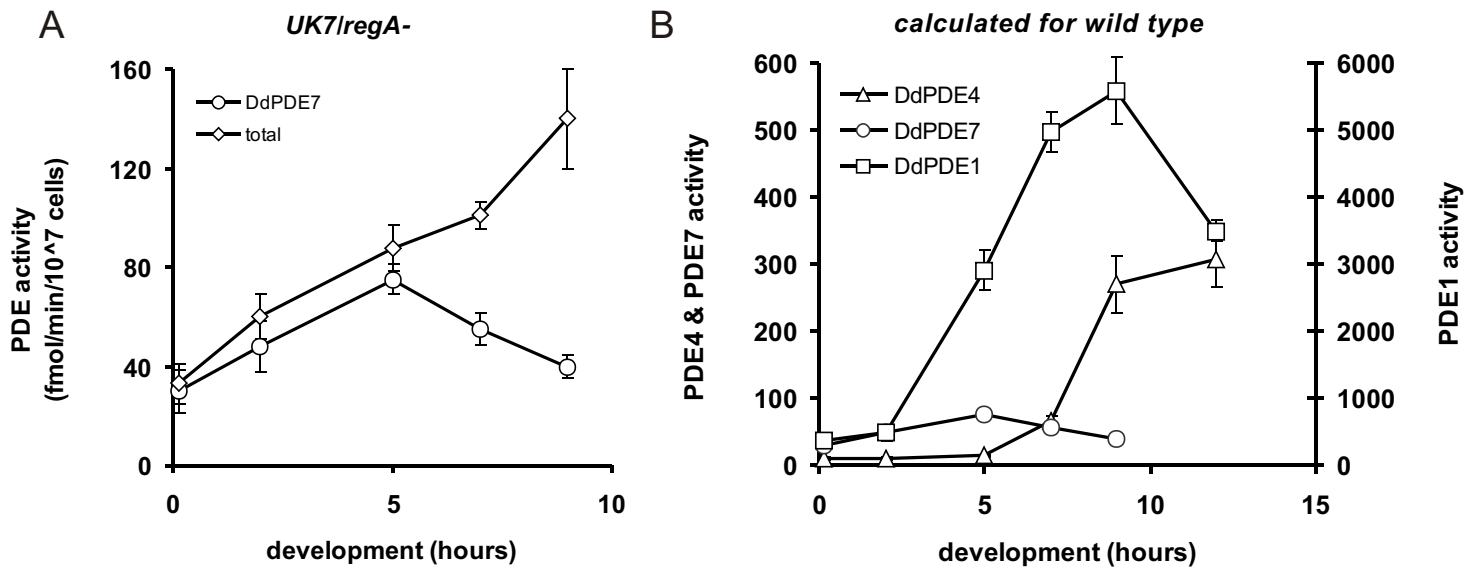 A
UK7/regA-
160
120
80
40
0
DdPDE7
total
PDE activity
(fmol/min/10^7 cells)
0 5 10
development (hours)
B
calculated for wild type
600
500
400
300
200
100
0
DdPDE4
DdPDE7
DdPDE1
PDE4 & PDE7 activity
6000
5000
4000
3000
2000
1000
0
PDE1 activity
0 5 10 15
development (hours)